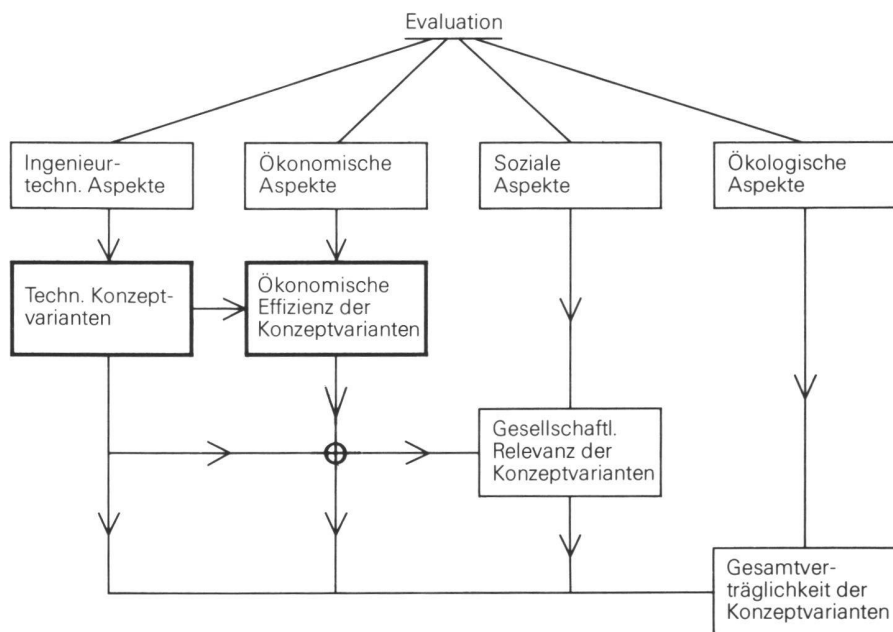 Evaluation
Ingenieur-
techn. Aspekte
Ökonomische
Aspekte
Soziale
Aspekte
Ökologische
Aspekte
Techn. Konzept-
varianten
Ökonomische
Effizienz der
Konzeptvarianten
Gesellschaftl.
Relevanz der
Konzeptvarianten
Gesamtver-
träglichkeit der
Konzeptvarianten